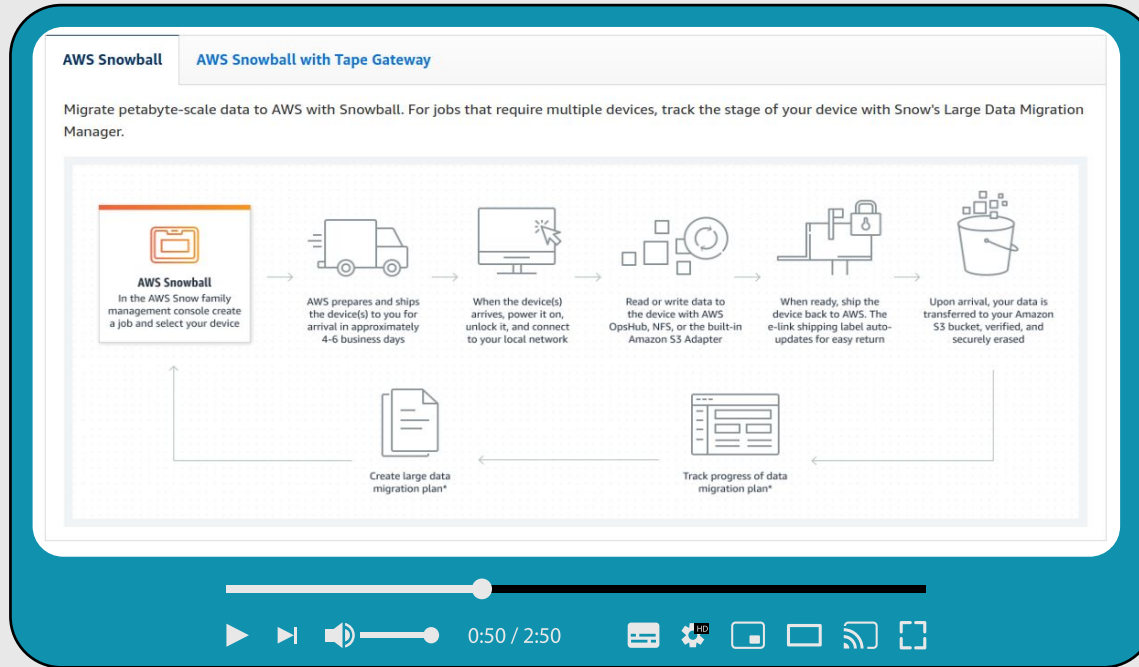 AWS Snowball
AWS Snowball with Tape Gateway
Migrate petabyte-scale data to AWS with Snowball. For jobs that require multiple devices, track the stage of your device with Snow's Large Data Migration
Manager.
AWS Snowball
In the AWS Snow family
management console create
a job and select your device
AWS prepares and ships
the device(s) to you for
arrival in approximately
4-6 business days
When the device(s)
arrives, power it on,
unlock it, and connect
to your local network
Read or write data to
the device with AWS
OpsHub, NFS, or the built-in
Amazon S3 Adapter
When ready, ship the
device back to AWS. The
e-link shipping label auto-
updates for easy return
Upon arrival, your data is
transferred to your Amazon
S3 bucket, verified, and
securely erased
Create large data
migration plan*
Track progress of data
migration plan*
0:50 / 2:50
HD